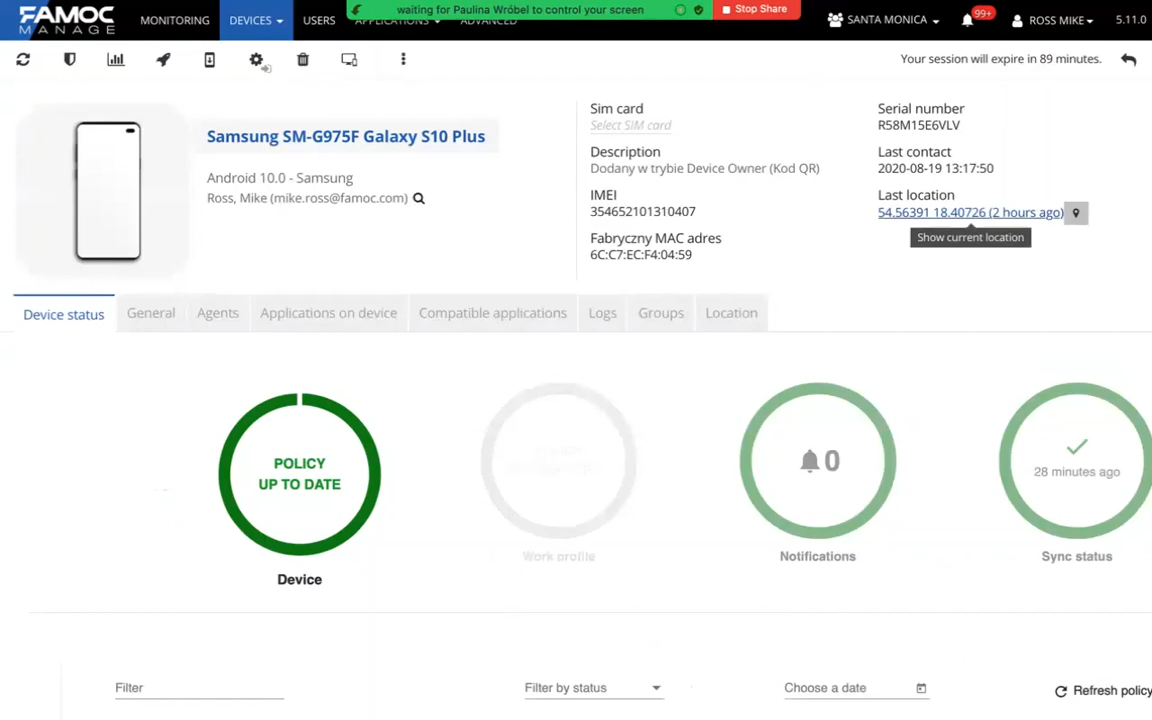 FAMOC
MANAGE
MONITORING
DEVICES
USERS
APPLICATIONS
ADVANCED
waiting for Paulina Wróbel to control your screen
Stop Share
SANTA MONICA
99+
ROSS MIKE
5.11.0
Your session will expire in 89 minutes.
Samsung SM-G975F Galaxy S10 Plus
Android 10.0 - Samsung
Ross, Mike (mike.ross@famoc.com)
Sim card
Select SIM card
Description
Dodany w trybie Device Owner (Kod QR)
IMEI
354652101310407
Fabryczny MAC adres
6C:C7:EC:F4:04:59
Serial number
R58M15E6VLV
Last contact
2020-08-19 13:17:50
Last location
54.56391 18.40726 (2 hours ago)
Show current location
Device status
General
Agents
Applications on device
Compatible applications
Logs
Groups
Location
POLICY
UP TO DATE
Device
Work profile
0
Notifications
28 minutes ago
Sync status
Filter
Filter by status
Choose a date
Refresh policy